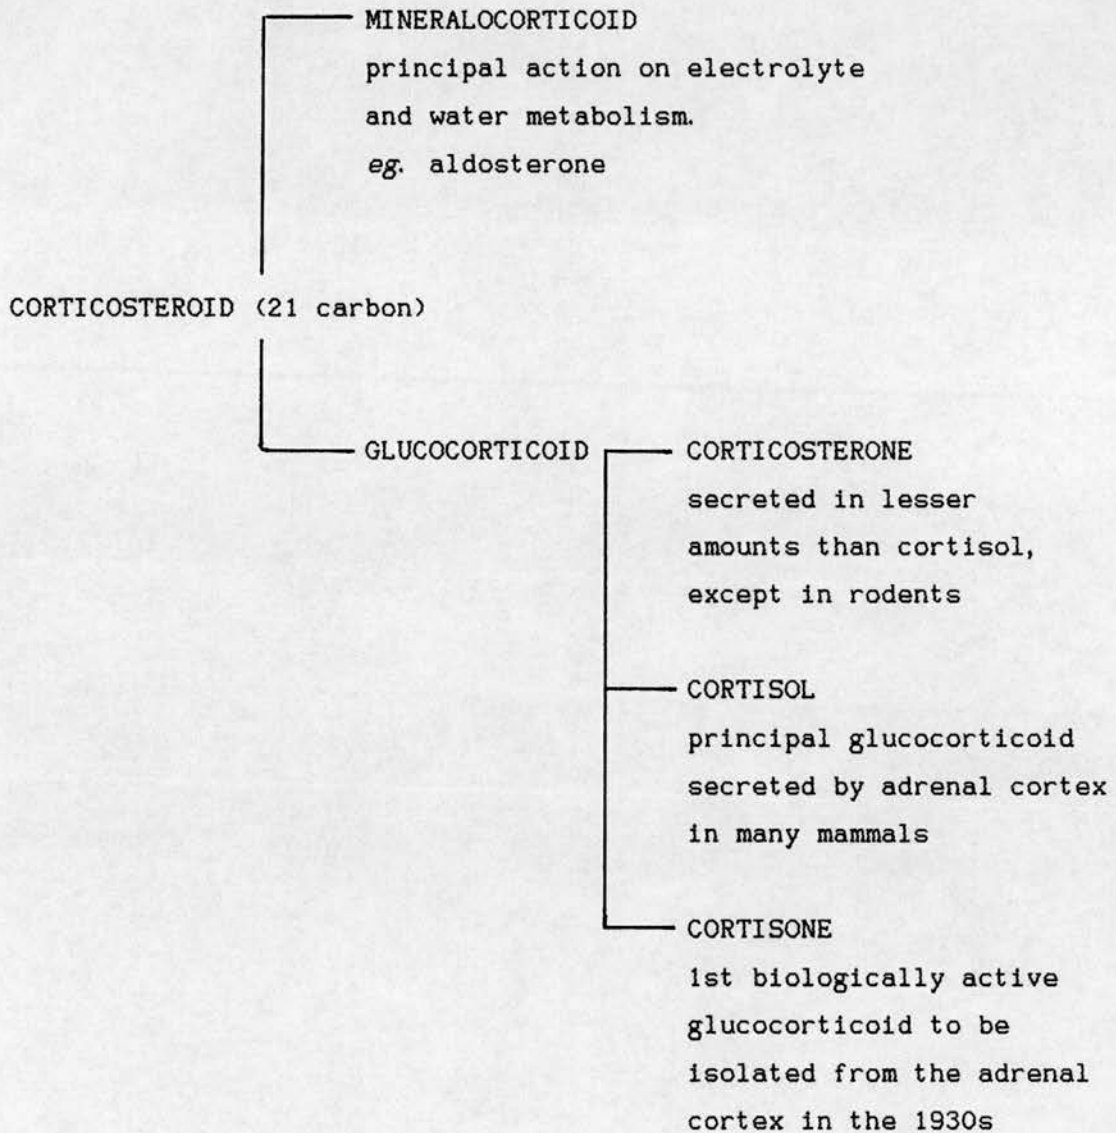 MINERALOCORTICOID
principal action on electrolyte
and water metabolism.
eg. aldosterone
CORTICOSTEROID (21 carbon)
GLUCOCORTICOID
CORTICOSTERONE
secreted in lesser
amounts than cortisol,
except in rodents
CORTISOL
principal glucocorticoid
secreted by adrenal cortex
in many mammals
CORTISONE
1st biologically active
glucocorticoid to be
isolated from the adrenal
cortex in the 1930s